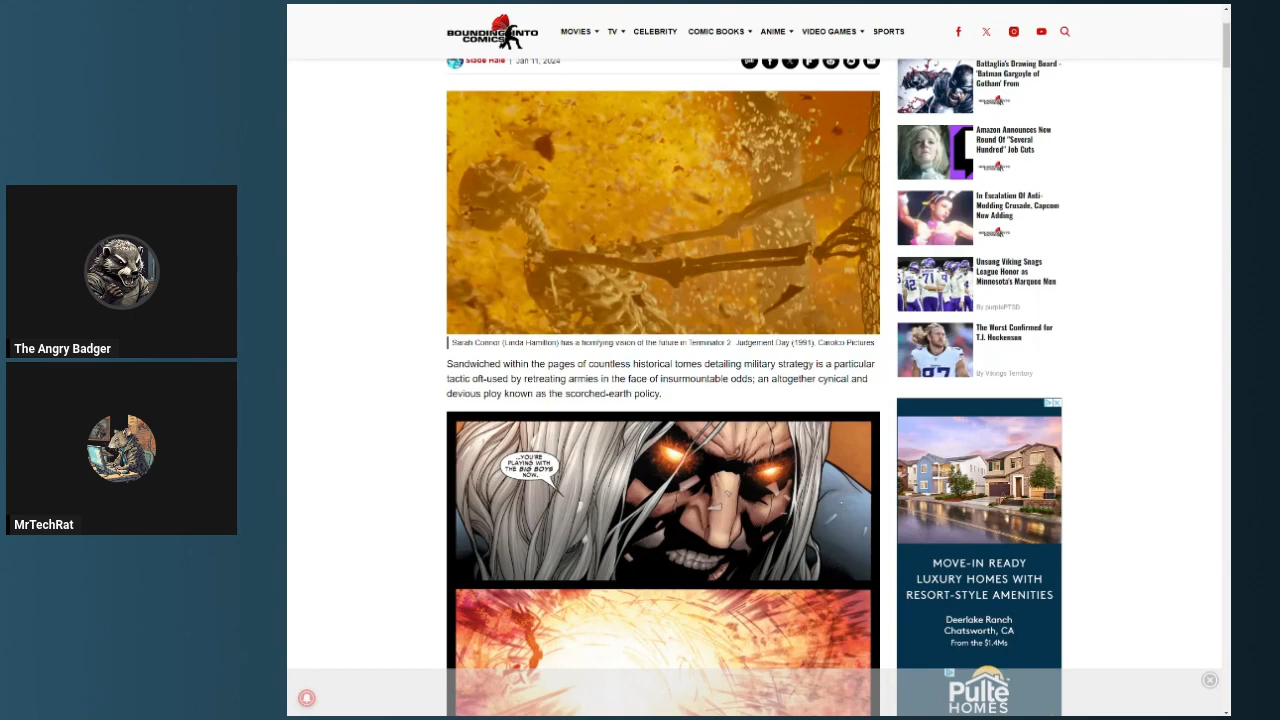 BOUNDING INTO
COMICS
MOVIES TV CELEBRITY COMIC BOOKS ANIME VIDEO GAMES SPORTS
Jan 11, 2024
Sarah Connor (Linda Hamilton) has a horrifying vision of the future in Terminator 2: Judgement Day (1991), Carolco Pictures
Sandwiched within the pages of countless historical tomes detailing military strategy is a particular
tactic oft-used by retreating armies in the face of insurmountable odds; an altogether cynical and
devious ploy known as the scorched-earth policy.
...YOU'RE
PLAYING WITH
THE BIG BOYS
NOW.
Battaglia's Drawing Board -
'Batman Gargoyle of
Gotham' From
Amazon Announces New
Round Of "Several
Hundred" Job Cuts
In Escalation Of Anti-
Modding Crusade, Capcom
Now Adding
Unsung Viking Snags
League Honor as
Minnesota's Marquee Men
By purplePTSD
The Worst Confirmed for
T.J. Hockenson
By Vikings Territory
MOVE-IN READY
LUXURY HOMES WITH
RESORT-STYLE AMENITIES
Deerlake Ranch
Chatsworth, CA
From the $1.4Ms
Pulte
HOMES
The Angry Badger
MrTechRat